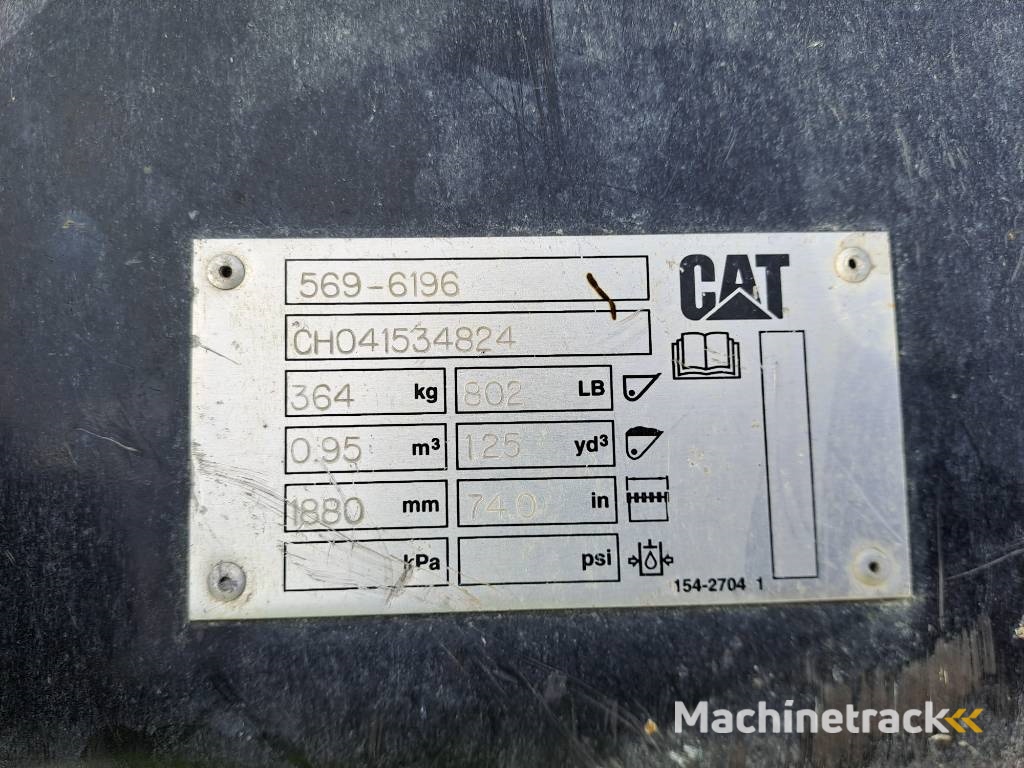 569-6196
CAT
CH041534824
364 kg 802 LB
0.95 m³ 1.25 yd³
1880 mm 74.0 in
kPa psi
154-2704 1
Machinetrack